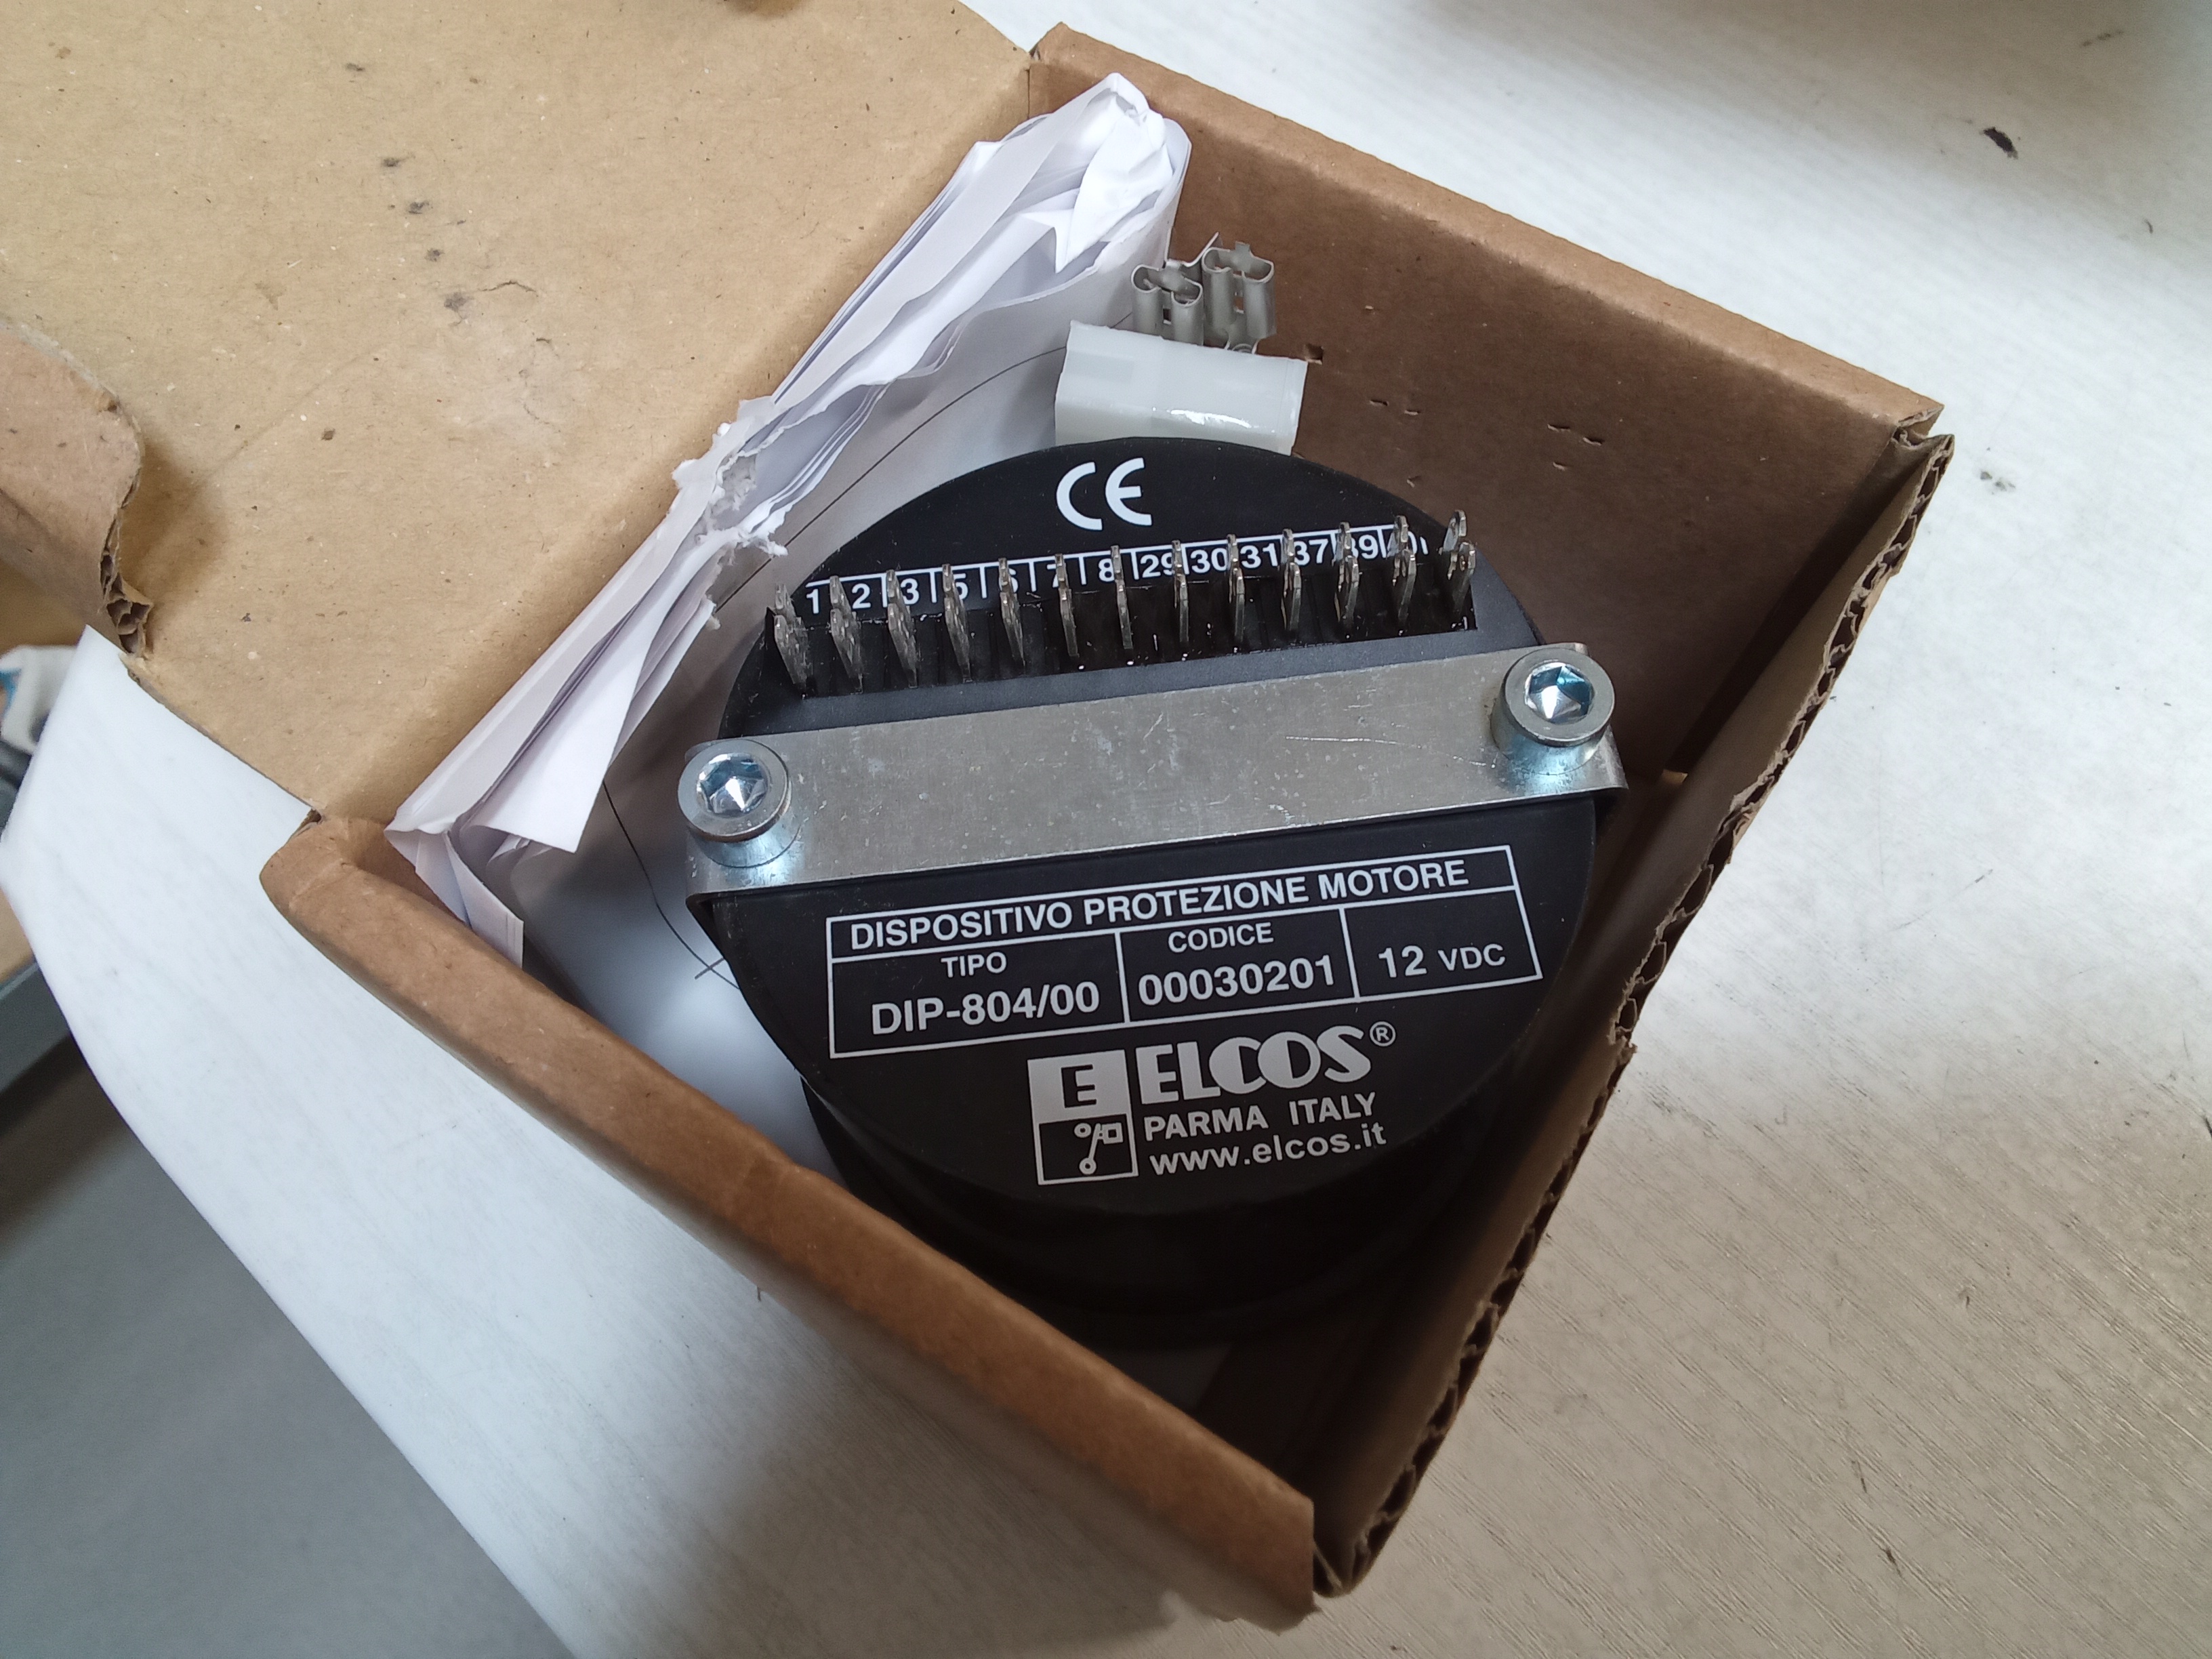 CE
1 2 3 5 6 7 8 29 30 31 37 39
DISPOSITIVO PROTEZIONE MOTORE
TIPO CODICE
DIP-804/00 00030201 12 VDC
E ELCOS®
PARMA ITALY
www.elcos.it